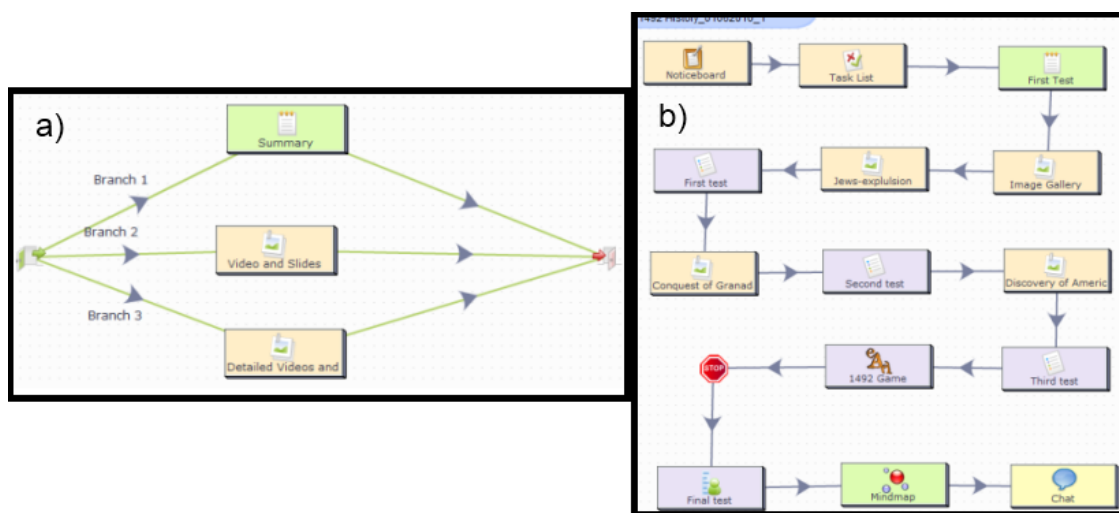 a)
Summary
Branch 1
Branch 2
Video and Slides
Branch 3
Detailed Videos and
1492 History_01062010_1
b)
Noticeboard
Task List
First Test
First test
Jews-explulsion
Image Gallery
Conquest of Granad
Second test
Discovery of Americ
STOP
1492 Game
Third test
Final test
Mindmap
Chat